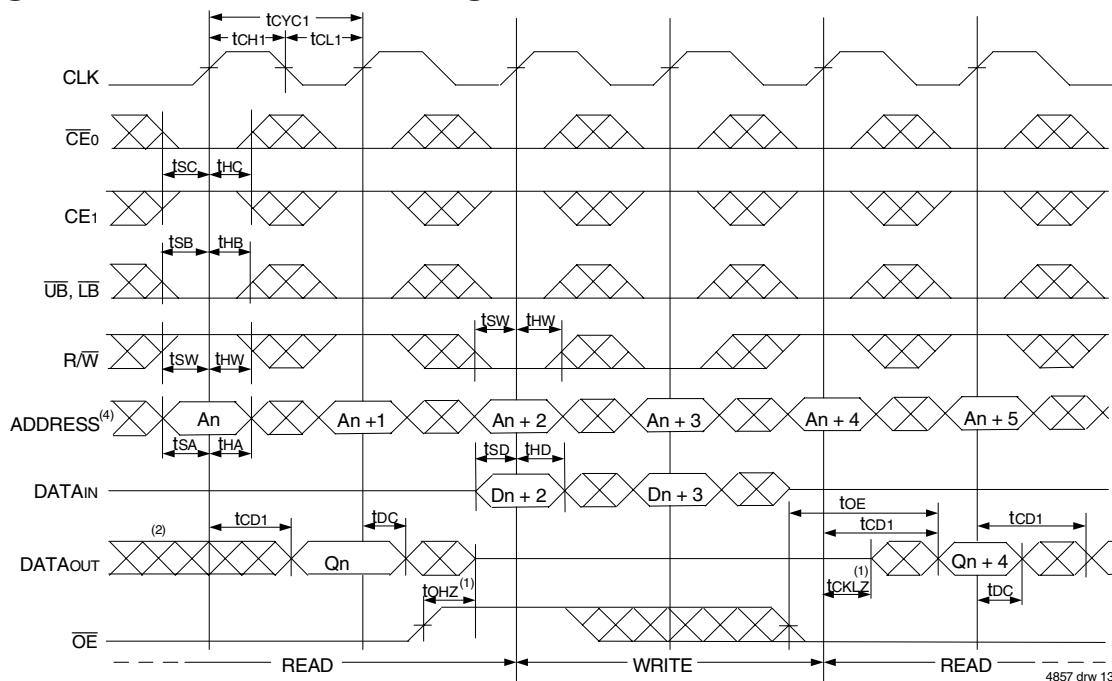 tCYC1
tCH1 tCL1
CLK
CE0
tSC tHC
CE1
tSB tHB
UB, LB
tSW tHW
R/W
tSW tHW
ADDRESS(4) An An +1 An + 2 An + 3 An + 4 An + 5
tSA tHA tSD tHD
DATAIN Dn + 2 Dn + 3
tOE
(2) tCD1 tDC tCD1 tCD1
DATAOUT Qn Qn + 4
tOHZ(1) tCKLZ(1) tDC
OE
READ WRITE READ
4857 drw 13